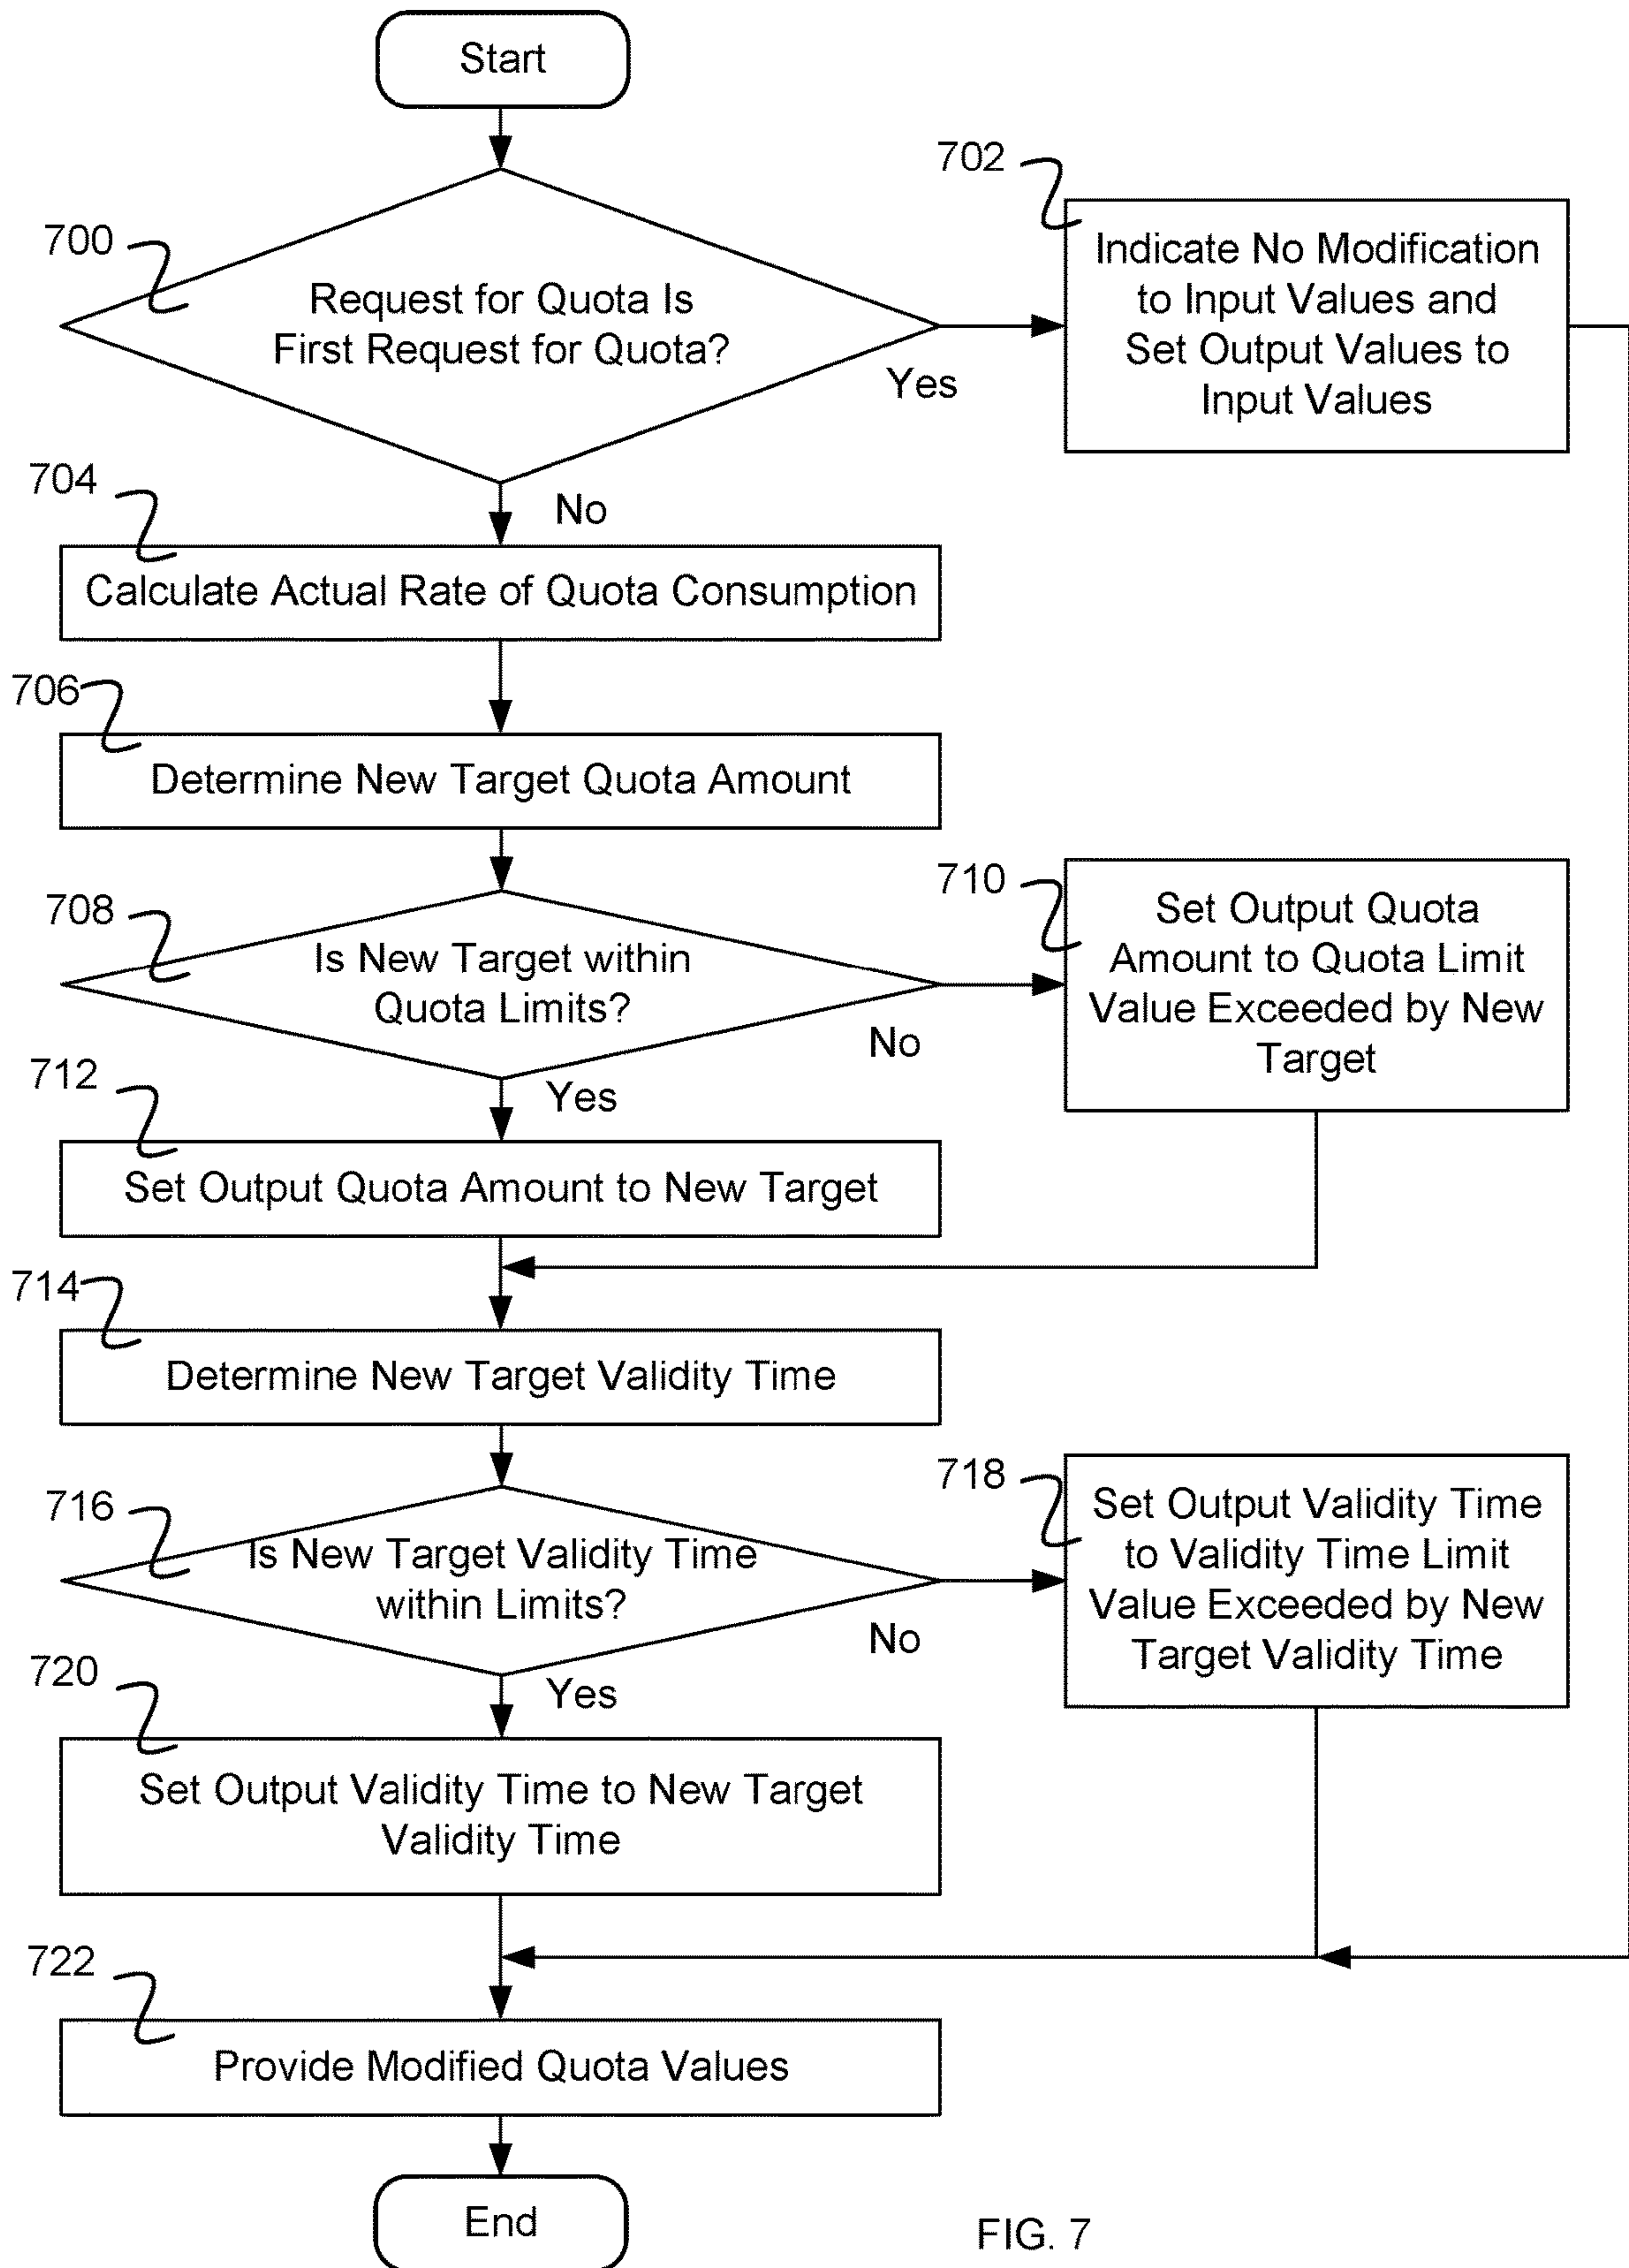 Start
702
700
Request for Quota Is
First Request for Quota?
Yes
Indicate No Modification
to Input Values and
Set Output Values to
Input Values
704
No
Calculate Actual Rate of Quota Consumption
706
Determine New Target Quota Amount
708
Is New Target within
Quota Limits?
No
710
Set Output Quota
Amount to Quota Limit
Value Exceeded by New
Target
712
Yes
Set Output Quota Amount to New Target
714
Determine New Target Validity Time
716
Is New Target Validity Time
within Limits?
No
718
Set Output Validity Time
to Validity Time Limit
Value Exceeded by New
Target Validity Time
720
Yes
Set Output Validity Time to New Target
Validity Time
722
Provide Modified Quota Values
End
FIG. 7